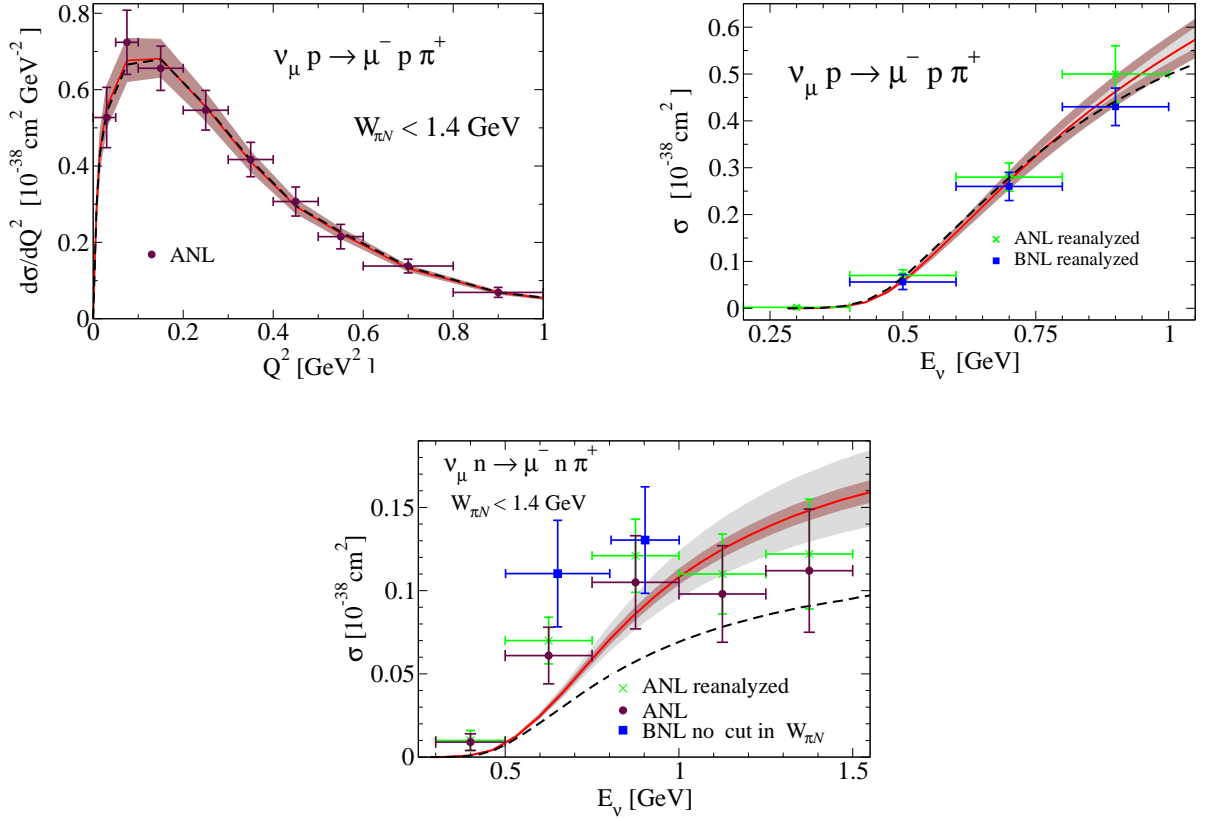 ν_μ p → μ⁻ p π⁺
W_πN < 1.4 GeV
ANL
dσ/dQ² [10⁻³⁸ cm² GeV⁻²]
0 0.2 0.4 0.6 0.8
0 0.2 0.4 0.6 0.8 1
Q² [GeV²]
ν_μ p → μ⁻ p π⁺
σ [10⁻³⁸ cm²]
0 0.1 0.2 0.3 0.4 0.5 0.6
ANL reanalyzed
BNL reanalyzed
0.25 0.5 0.75 1
E_ν [GeV]
ν_μ n → μ⁻ n π⁺
W_πN < 1.4 GeV
σ [10⁻³⁸ cm²]
0 0.05 0.1 0.15
ANL reanalyzed
ANL
BNL no cut in W_πN
0.5 1 1.5
E_ν [GeV]